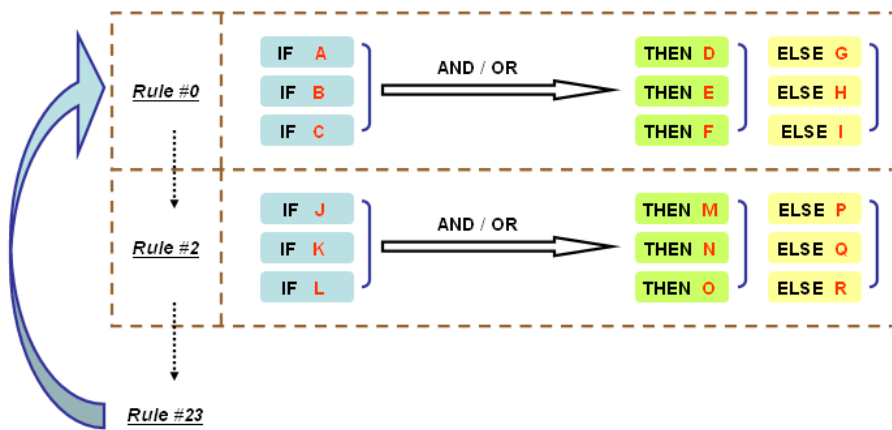 IF A
THEN D
ELSE G
AND / OR
Rule #0
IF B
THEN E
ELSE H
IF C
THEN F
ELSE I
IF J
THEN M
ELSE P
AND / OR
Rule #2
IF K
THEN N
ELSE Q
IF L
THEN O
ELSE R
Rule #23